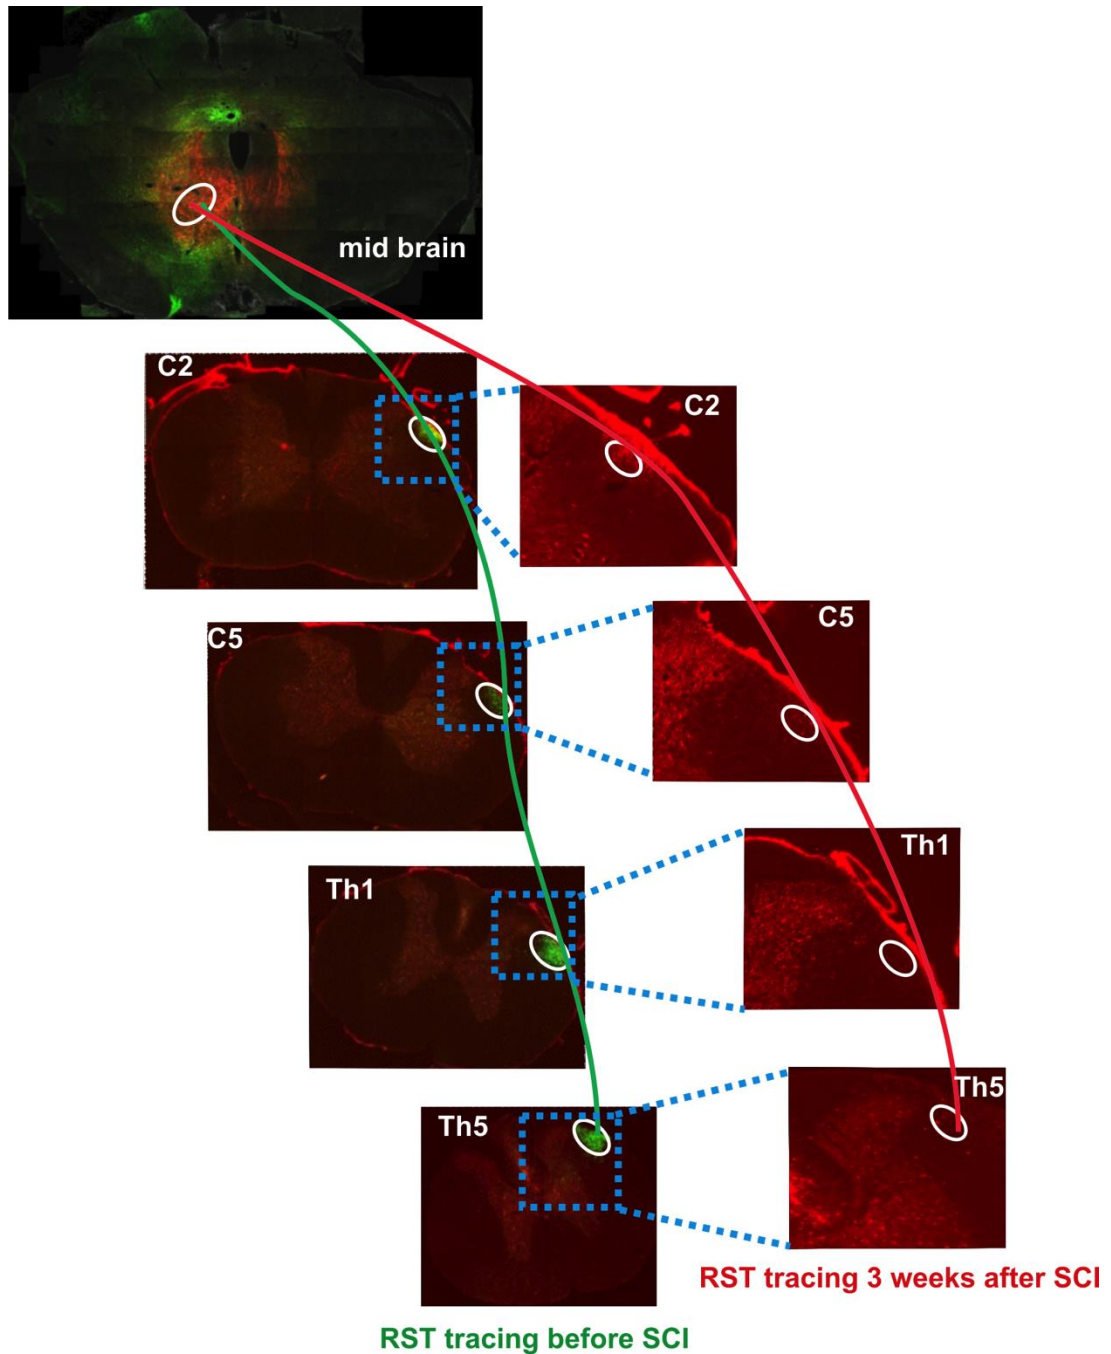 mid brain
C2
C2
C5
C5
Th1
Th1
Th5
Th5
RST tracing 3 weeks after SCI
RST tracing before SCI